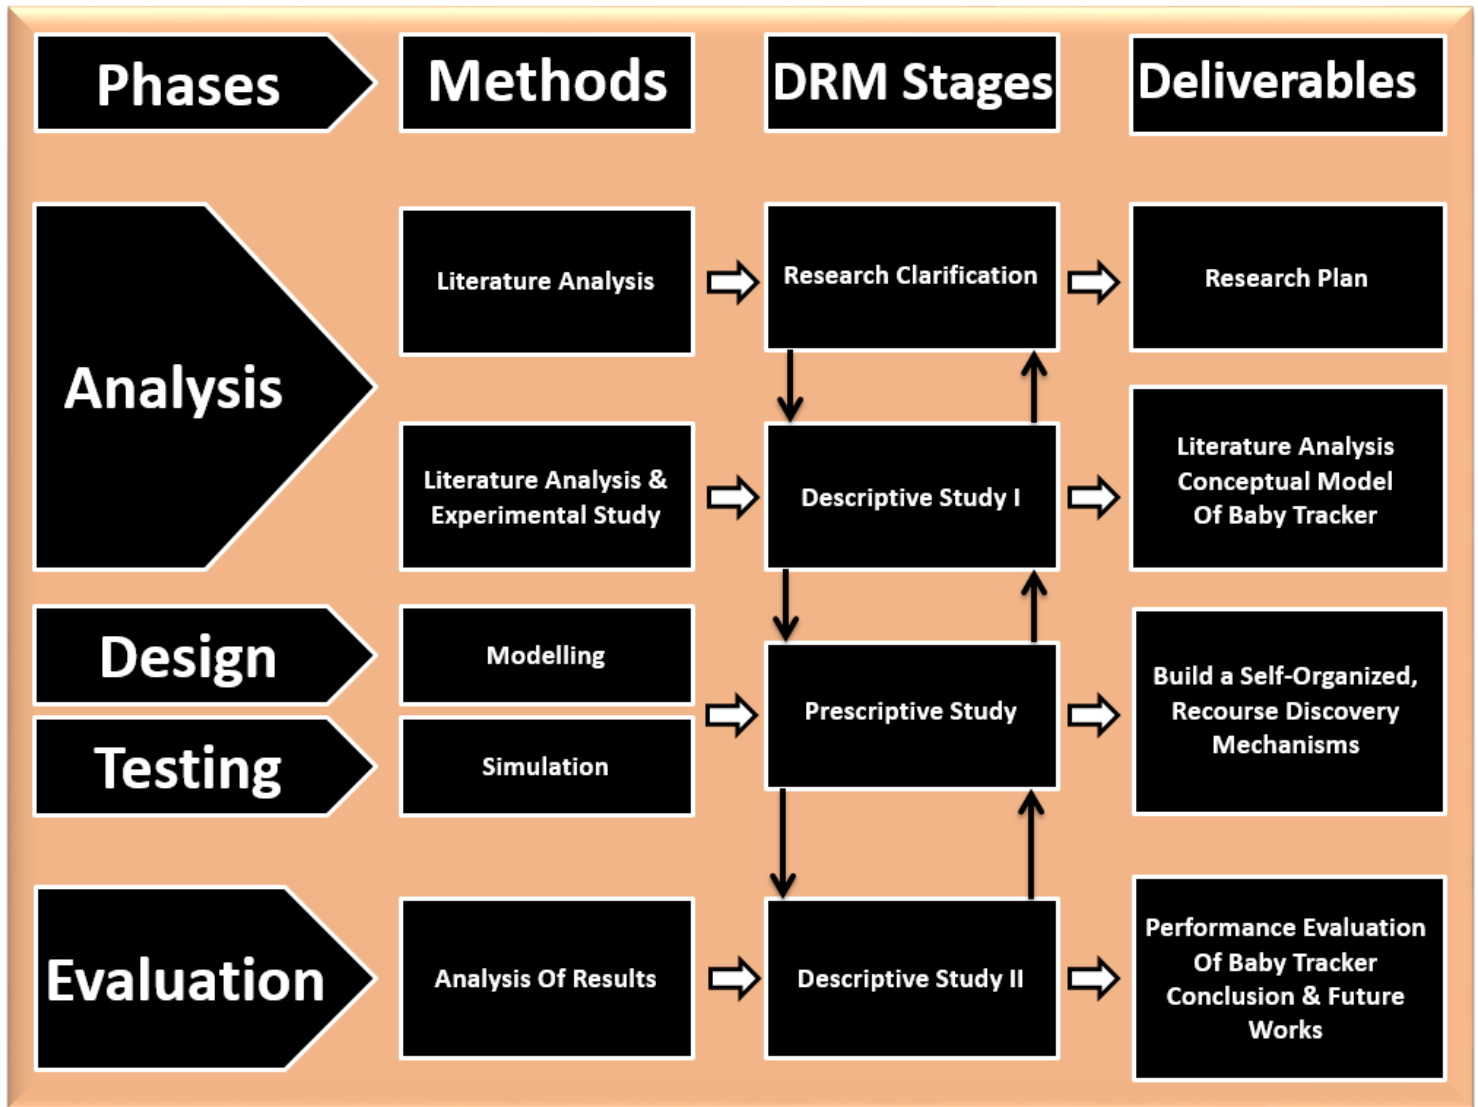 Phases
Methods
DRM Stages
Deliverables
Analysis
Literature Analysis
Research Clarification
Research Plan
Literature Analysis &
Experimental Study
Descriptive Study I
Literature Analysis
Conceptual Model
Of Baby Tracker
Design
Modelling
Testing
Simulation
Prescriptive Study
Build a Self-Organized,
Recourse Discovery
Mechanisms
Evaluation
Analysis Of Results
Descriptive Study II
Performance Evaluation
Of Baby Tracker
Conclusion & Future
Works